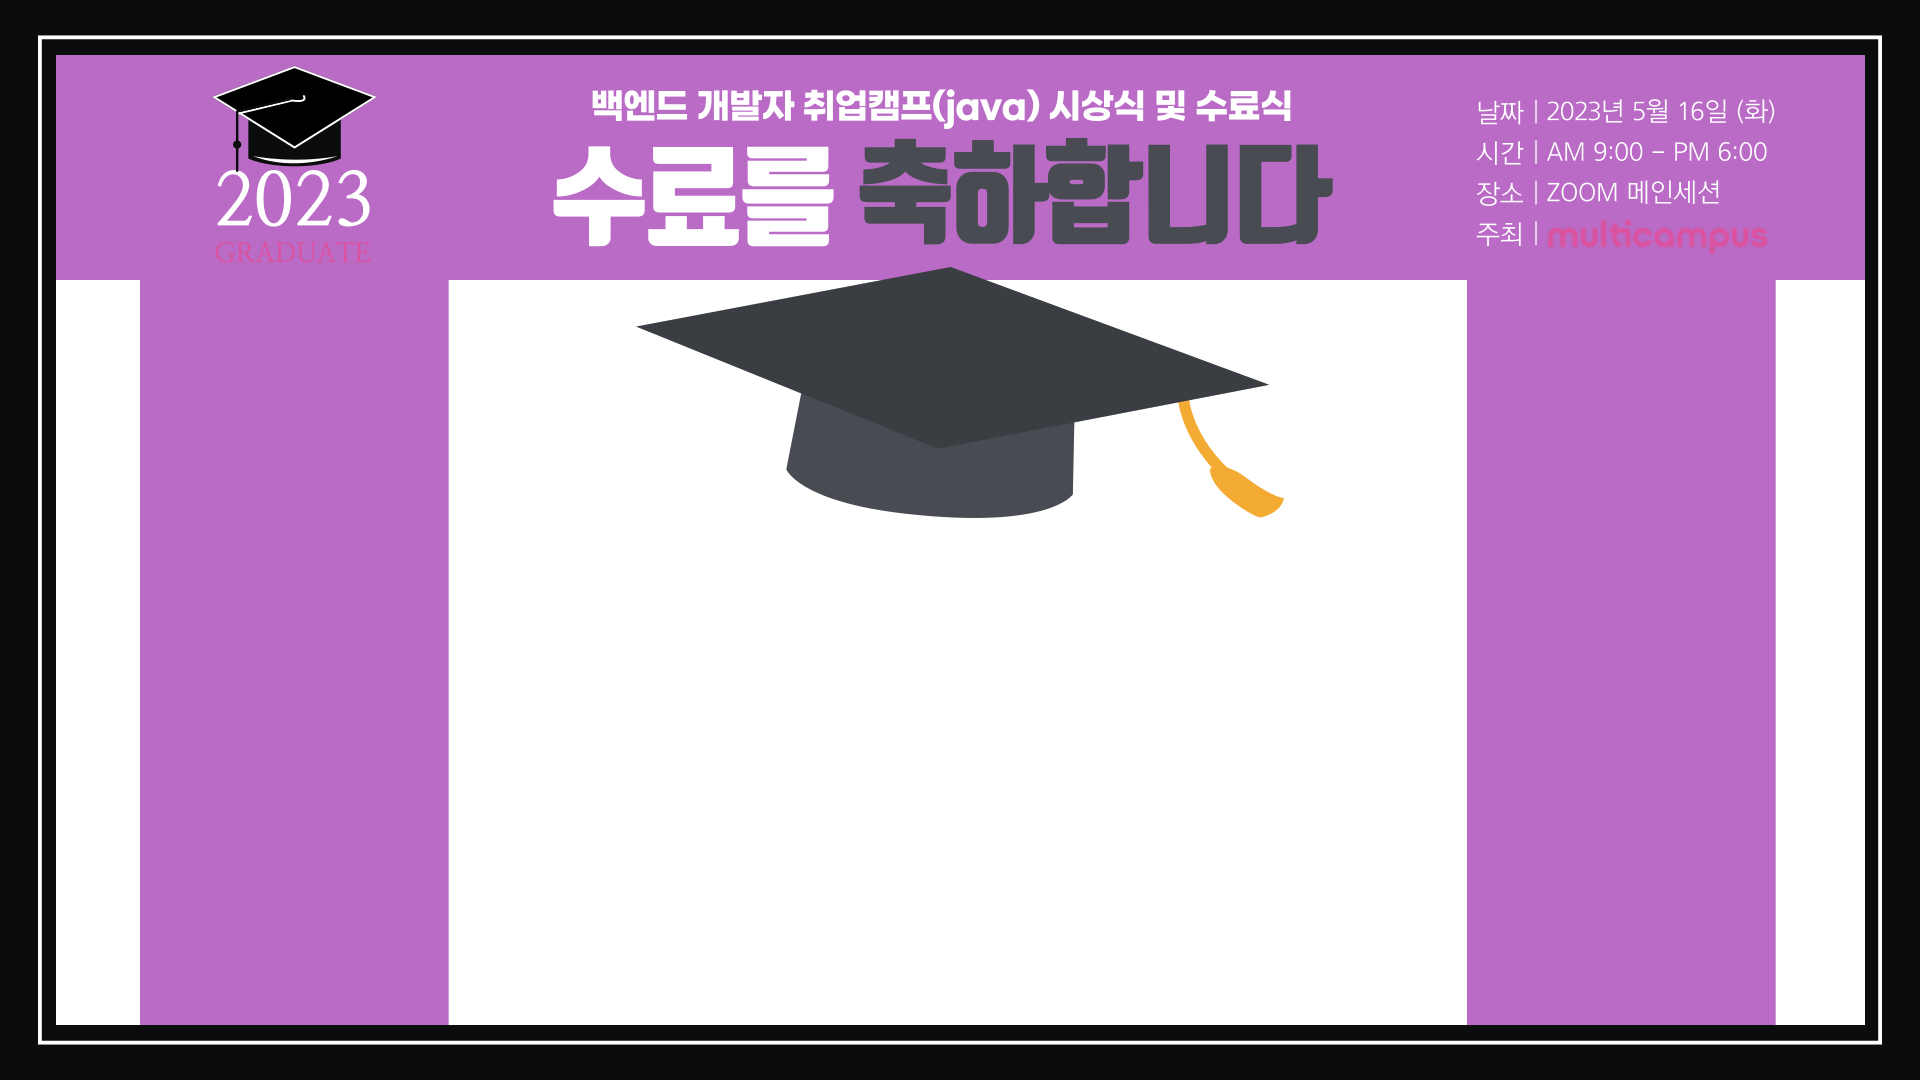 2023
GRADUATE
백엔드 개발자 취업캠프(java) 시상식 및 수료식
수료를 축하합니다
날짜 | 2023년 5월 16일 (화)
시간 | AM 9:00 – PM 6:00
장소 | ZOOM 메인세션
주최 | multicampus